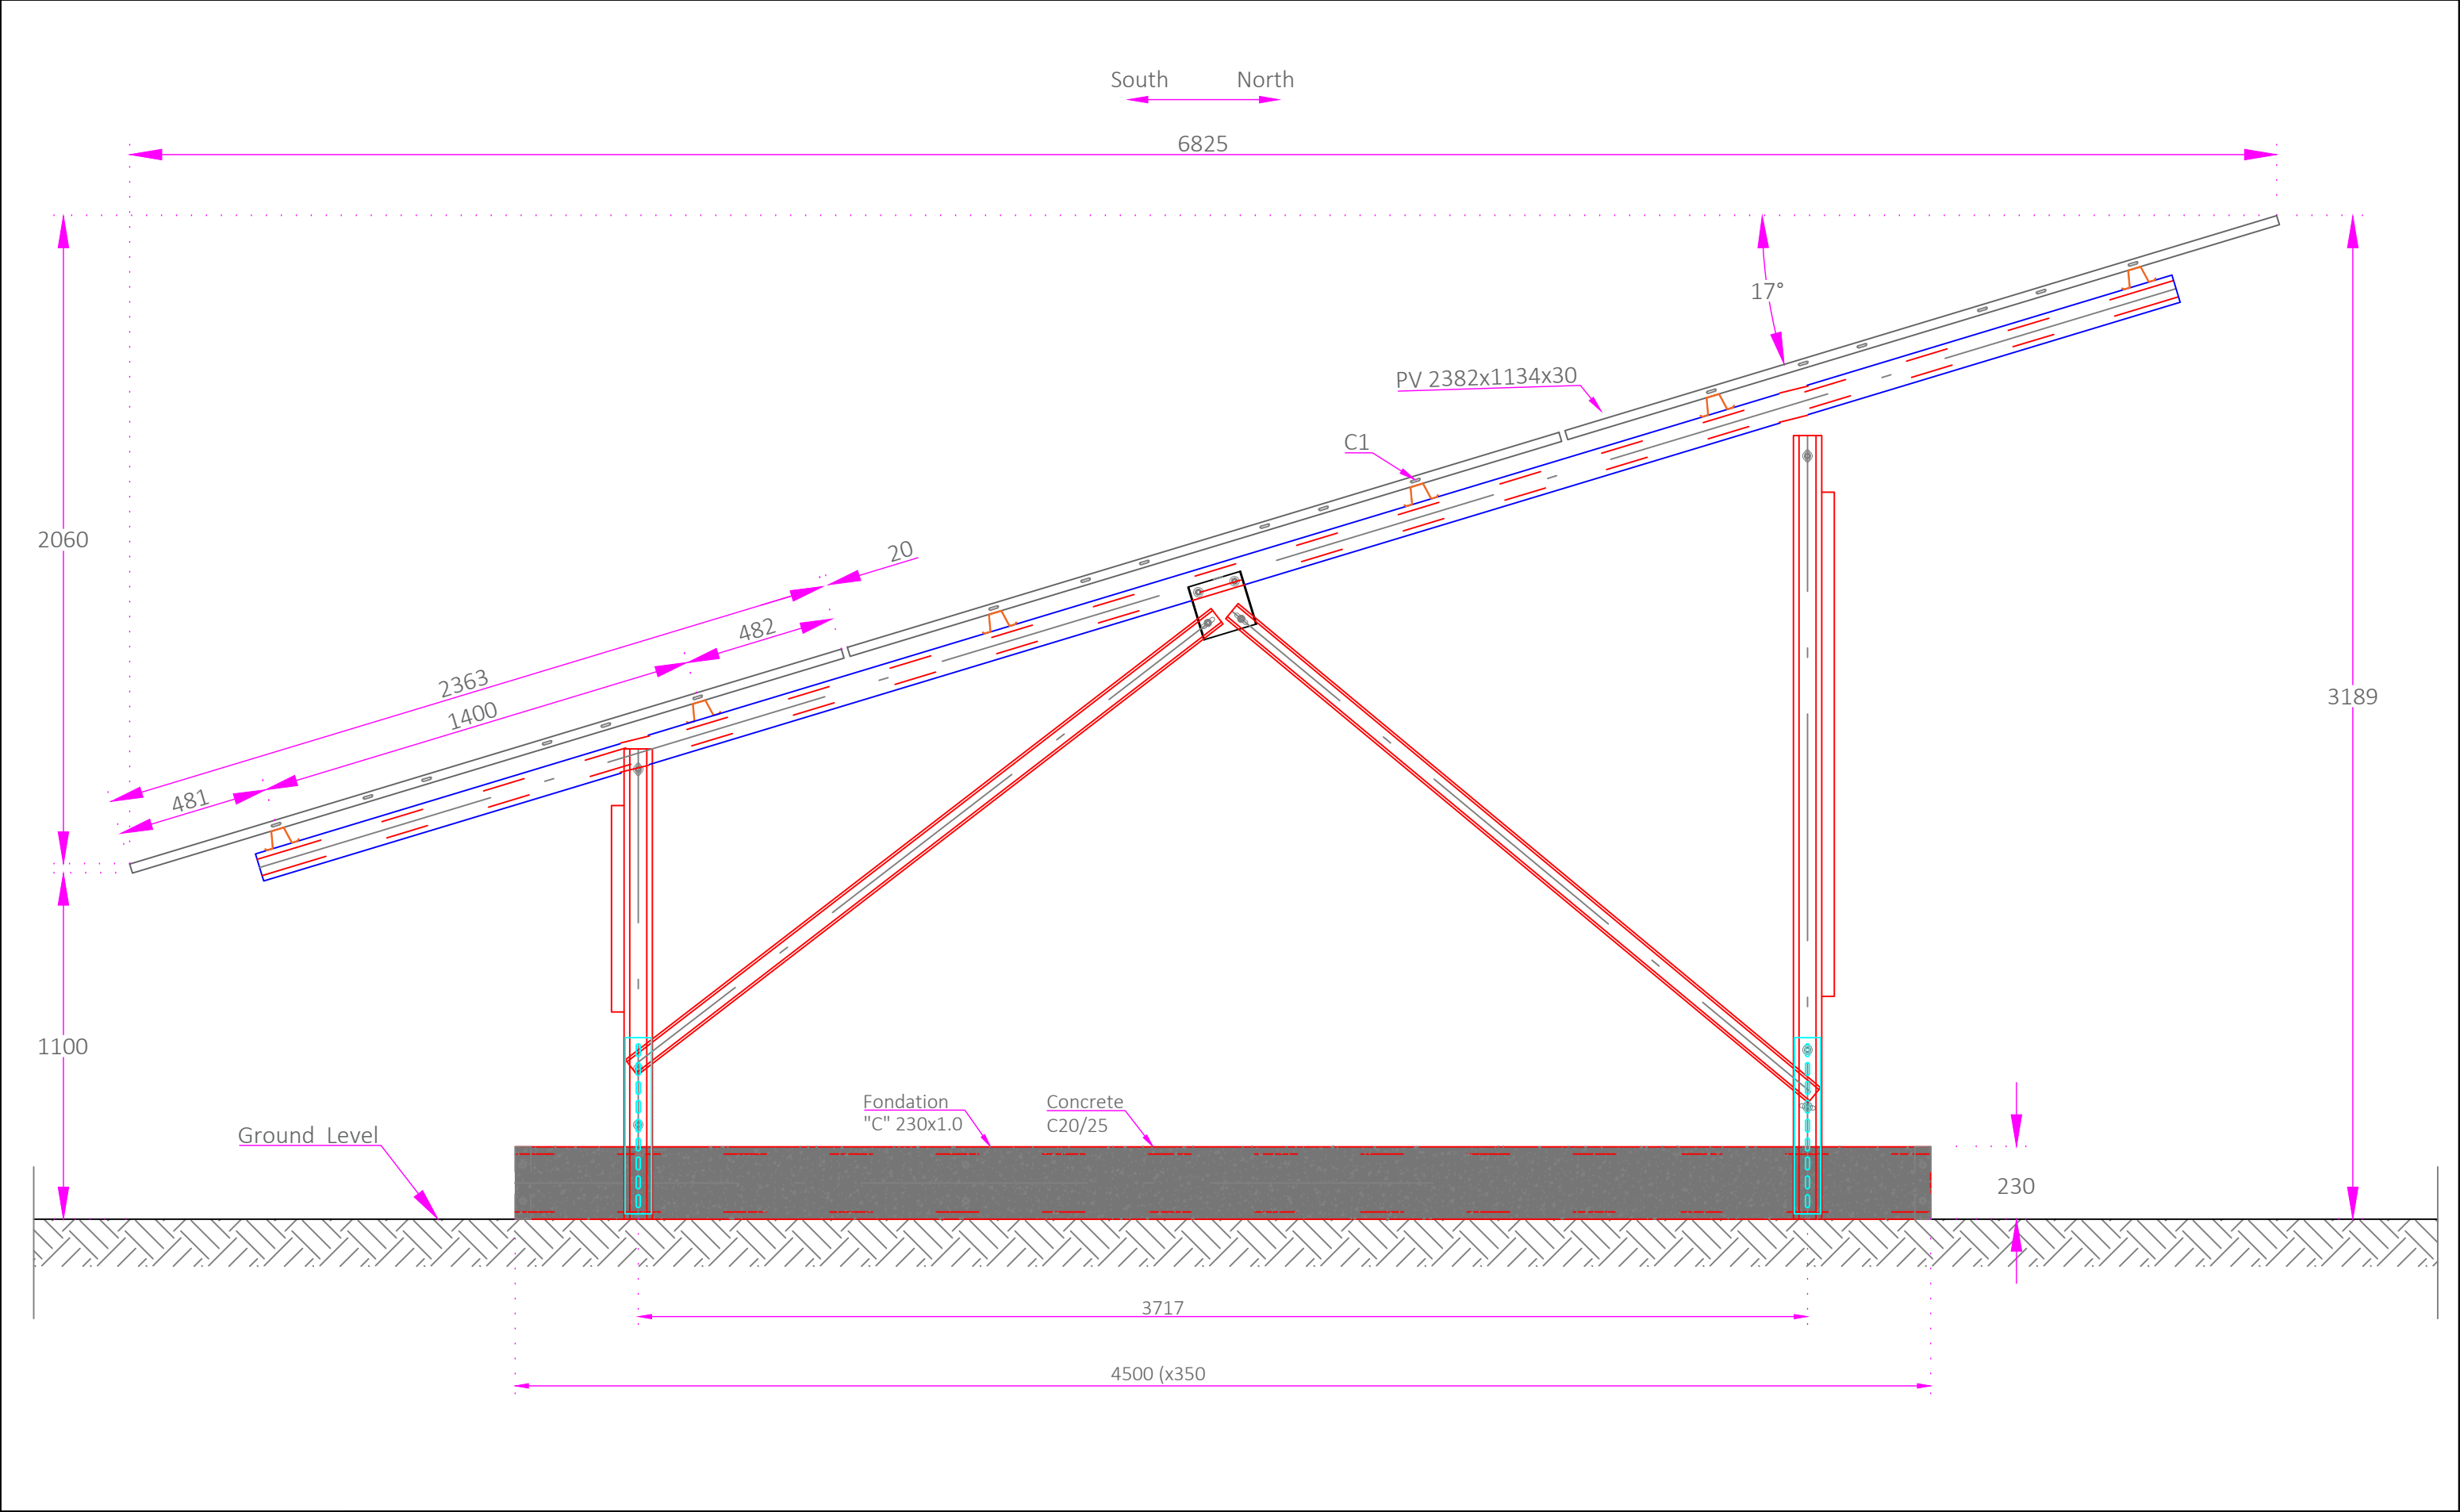 South North
6825
17°
PV 2382x1134x30
C1
2060
20
482
2363
1400
481
3189
1100
Fondation
"C" 230x1.0
Concrete
C20/25
Ground Level
230
3717
4500 (x350